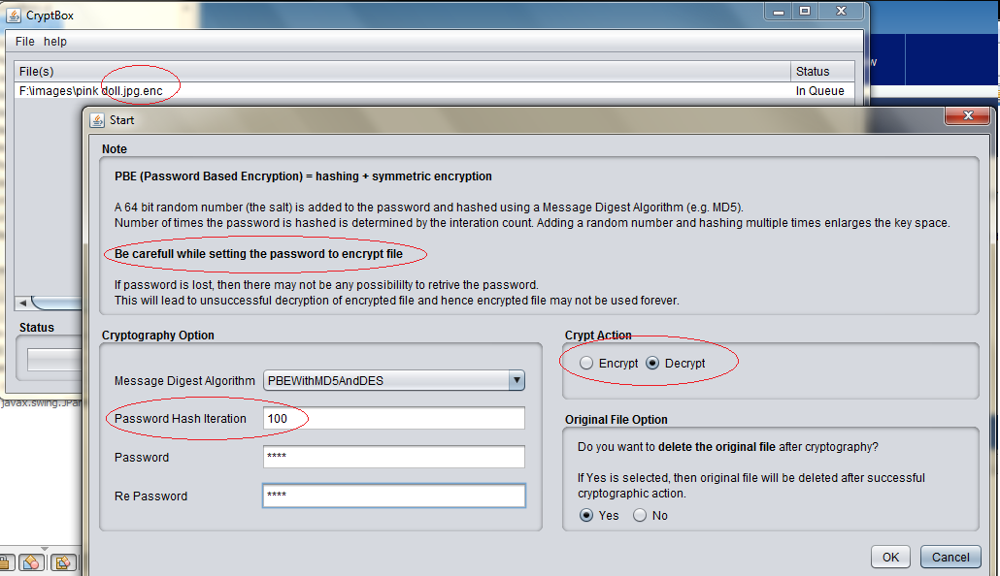 CryptBox
File help
File(s) Status
F:\images\pink doll.jpg.enc In Queue
Start
Note
PBE (Password Based Encryption) = hashing + symmetric encryption
A 64 bit random number (the salt) is added to the password and hashed using a Message Digest Algorithm (e.g. MD5).
Number of times the password is hashed is determined by the interation count. Adding a random number and hashing multiple times enlarges the key space.
Be carefull while setting the password to encrypt file
If password is lost, then there may not be any possibililty to retrive the password.
This will lead to unsuccessful decryption of encrypted file and hence encrypted file may not be used forever.
Status
Cryptography Option
Message Digest Algorithm PBEWithMD5AndDES
Password Hash Iteration 100
Password ****
Re Password ****
Crypt Action
Encrypt Decrypt
Original File Option
Do you want to delete the original file after cryptography?
If Yes is selected, then original file will be deleted after successful
cryptographic action.
Yes No
OK Cancel